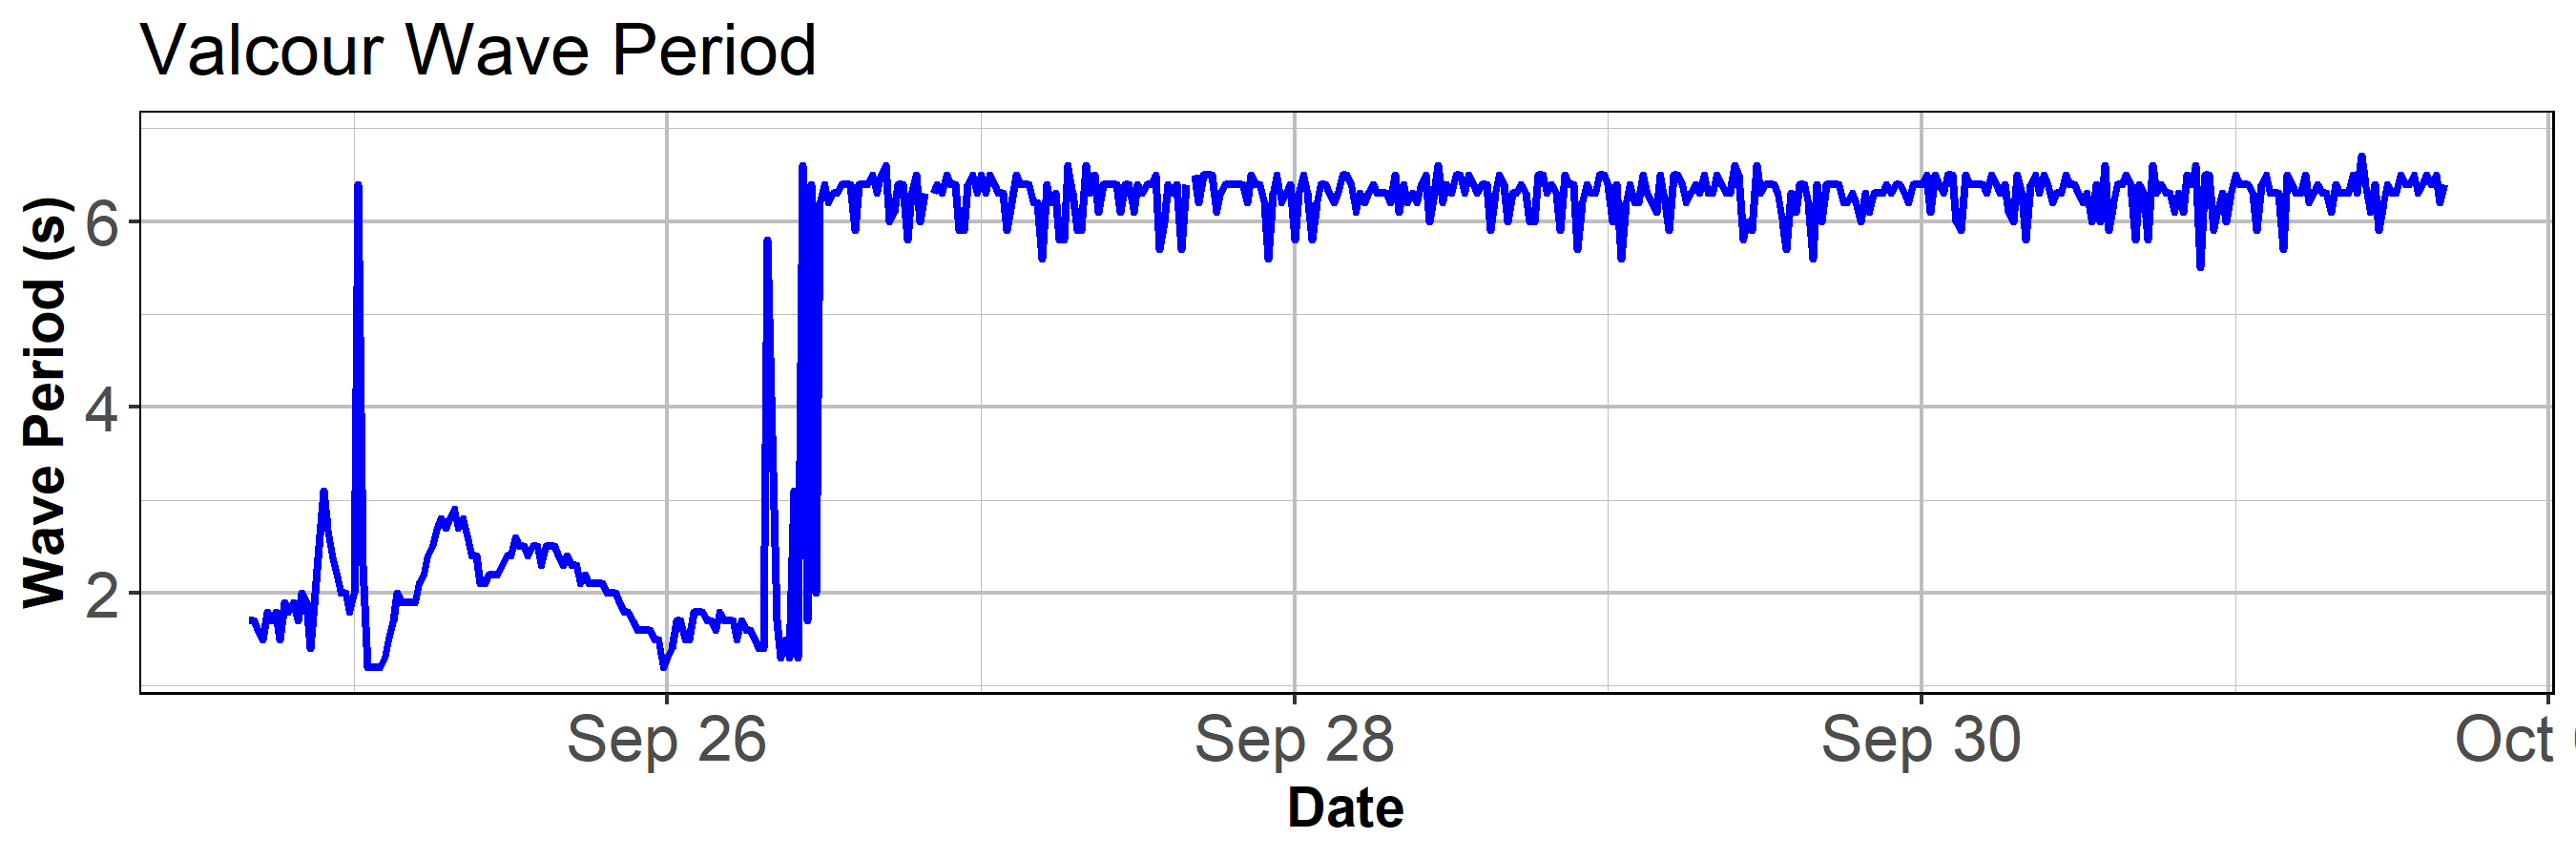 Valcour Wave Period
Wave Period (s)
6
4
2
Sep 26
Sep 28
Sep 30
Oct
Date